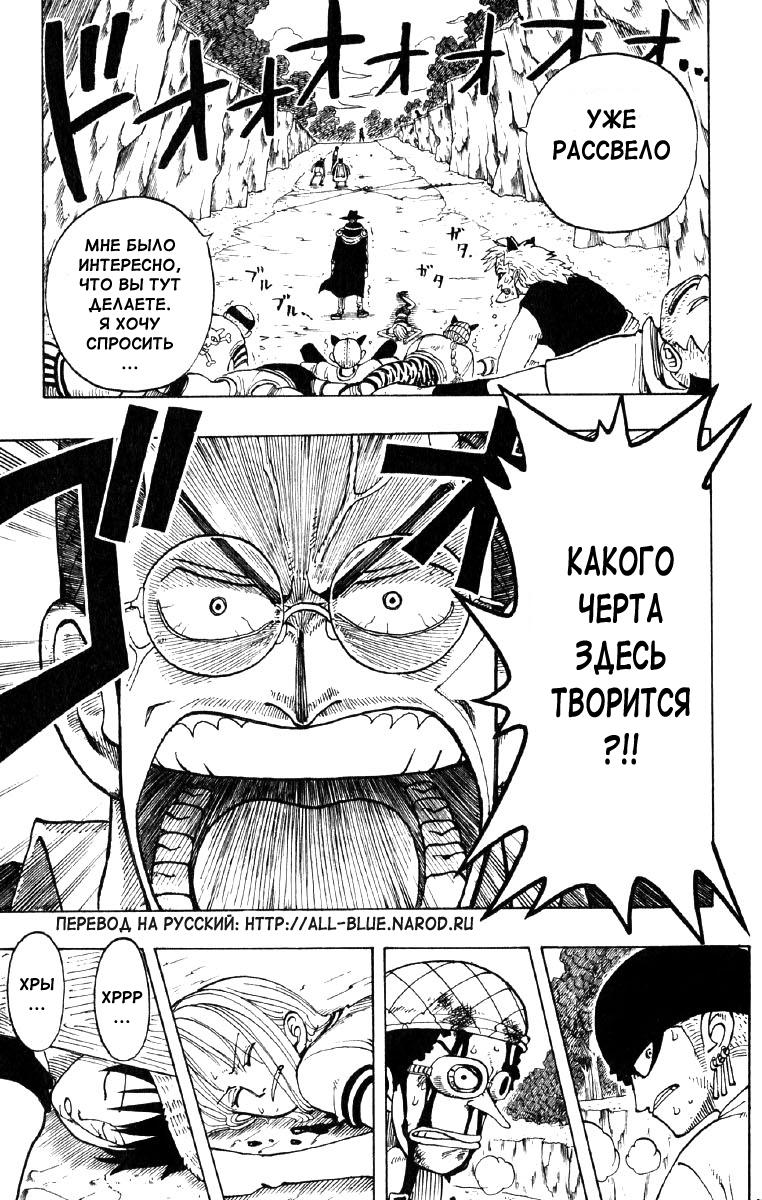 ドオオオオオオ...
УЖЕ
РАССВЕЛО
МНЕ БЫЛО
ИНТЕРЕСНО,
ЧТО ВЫ ТУТ
ДЕЛАЕТЕ.
Я ХОЧУ
СПРОСИТЬ
...
ガタ
ガタ
ブル
ブル
КАКОГО
ЧЕРТА
ЗДЕСЬ
ТВОРИТСЯ
?!!
ПЕРЕВОД НА РУССКИЙ: HTTP://ALL-BLUE.NAROD.RU
ХРРР
...
ХРЫ
...